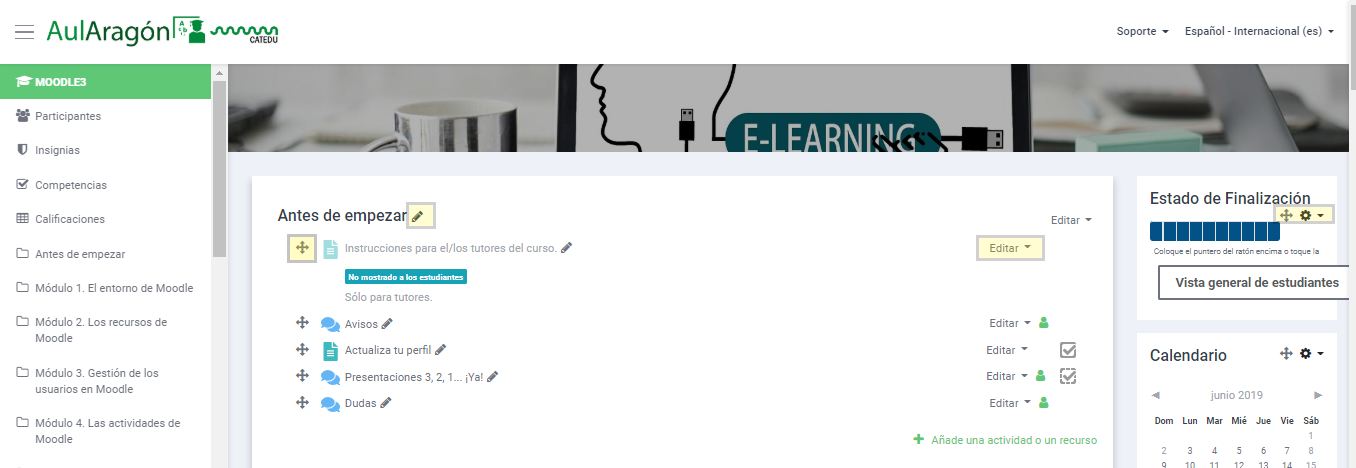 AulAragón
CATEDU
Soporte
Español - Internacional (es)
MOODLE3
Participantes
Insignias
Competencias
Calificaciones
Antes de empezar
Módulo 1. El entorno de Moodle
Módulo 2. Los recursos de
Moodle
Módulo 3. Gestión de los
usuarios en Moodle
Módulo 4. Las actividades de
Moodle
E-LEARNING
Antes de empezar
Editar
Instrucciones para el/los tutores del curso.
Editar
No mostrado a los estudiantes
Sólo para tutores.
Avisos
Editar
Actualiza tu perfil
Editar
Presentaciones 3, 2, 1... ¡Ya!
Editar
Dudas
Editar
Añade una actividad o un recurso
Estado de Finalización
Coloque el puntero del ratón encima o toque la
Vista general de estudiantes
Calendario
◄ junio 2019 ►
Dom Lun Mar Mié Jue Vie Sáb
1
2 3 4 5 6 7 8
9 10 11 12 13 14 15